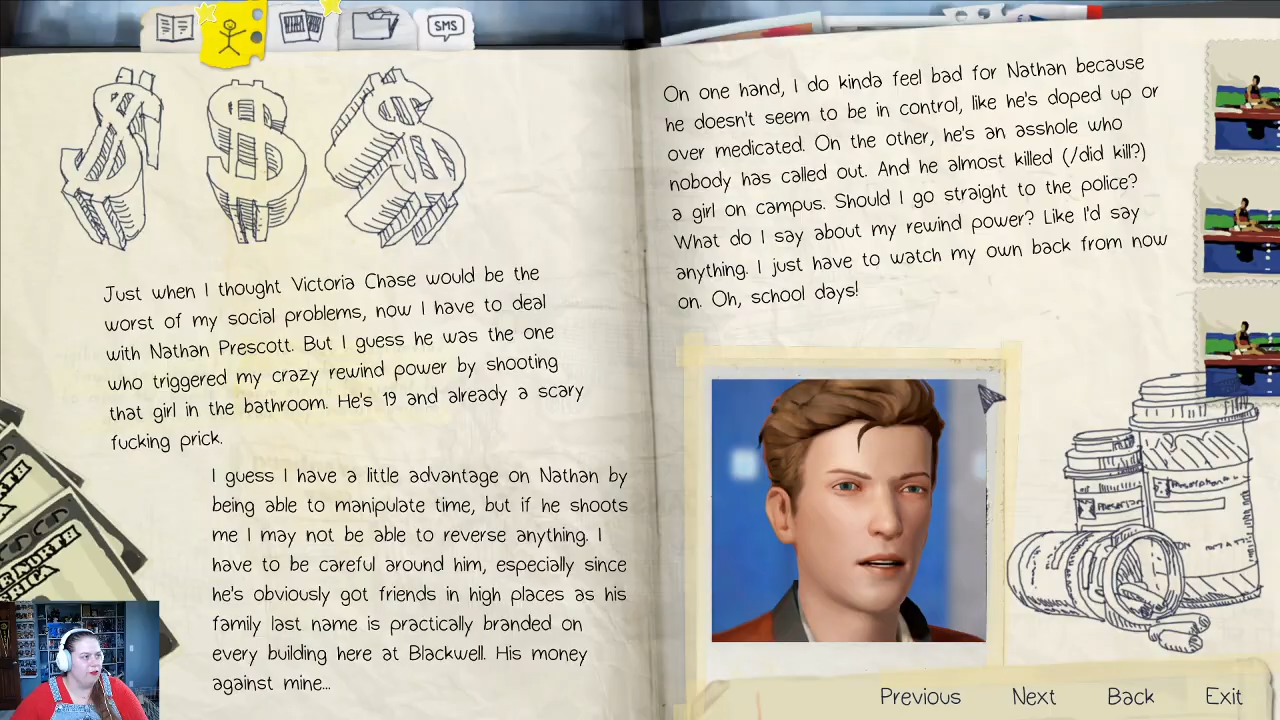 SMS
Just when I thought Victoria Chase would be the
worst of my social problems, now I have to deal
with Nathan Prescott. But I guess he was the one
who triggered my crazy rewind power by shooting
that girl in the bathroom. He's 19 and already a scary
fucking prick.
I guess I have a little advantage on Nathan by
being able to manipulate time, but if he shoots
me I may not be able to reverse anything. I
have to be careful around him, especially since
he's obviously got friends in high places as his
family last name is practically branded on
every building here at Blackwell. His money
against mine...
On one hand, I do kinda feel bad for Nathan because
he doesn't seem to be in control, like he's doped up or
over medicated. On the other, he's an asshole who
nobody has called out. And he almost killed (/did kill?)
a girl on campus. Should I go straight to the police?
What do I say about my rewind power? Like I'd say
anything. I just have to watch my own back from now
on. Oh, school days!
Previous Next Back Exit